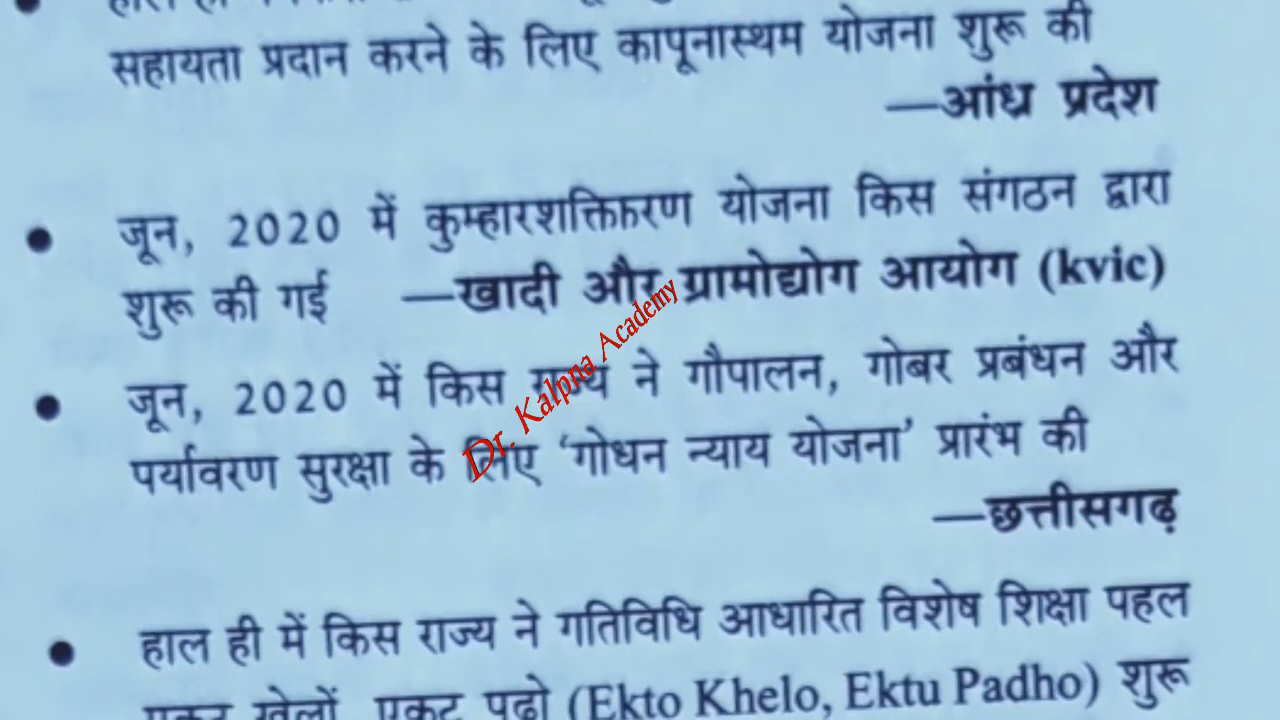 हाल ही में किस
सहायता प्रदान करने के लिए कापूनास्थम योजना शुरू की
—आंध्र प्रदेश
जून, 2020 में कुम्हारशक्तिकरण योजना किस संगठन द्वारा
शुरू की गई —खादी और ग्रामोद्योग आयोग (kvic)
जून, 2020 में किस राज्य ने गौपालन, गोबर प्रबंधन और
पर्यावरण सुरक्षा के लिए ‘गोधन न्याय योजना’ प्रारंभ की
—छत्तीसगढ़
हाल ही में किस राज्य ने गतिविधि आधारित विशेष शिक्षा पहल
एकटू खेलों, एकटू पढ़ो (Ekto Khelo, Ektu Padho) शुरू
Dr. Kalpna Academy